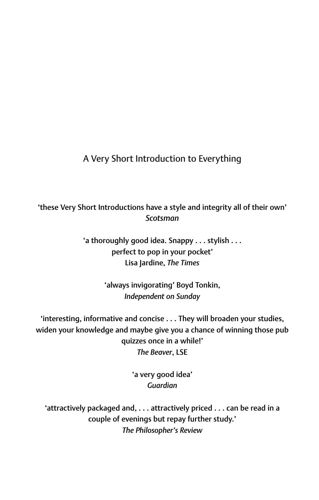 A Very Short Introduction to Everything
‘these Very Short Introductions have a style and integrity all of their own’
Scotsman
‘a thoroughly good idea. Snappy . . . stylish . . .
perfect to pop in your pocket’
Lisa Jardine, The Times
‘always invigorating’ Boyd Tonkin,
Independent on Sunday
‘interesting, informative and concise . . . They will broaden your studies,
widen your knowledge and maybe give you a chance of winning those pub
quizzes once in a while!’
The Beaver, LSE
‘a very good idea’
Guardian
‘attractively packaged and, . . . attractively priced . . . can be read in a
couple of evenings but repay further study.’
The Philosopher’s Review